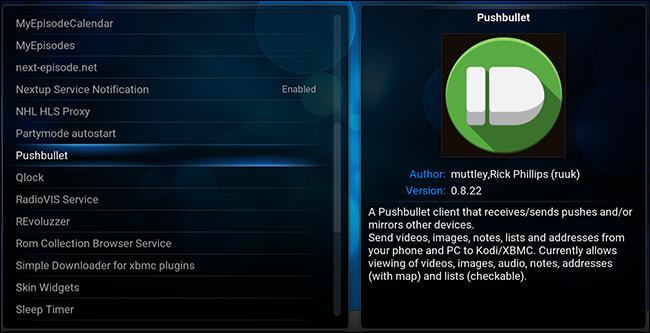 MyEpisodeCalendar
MyEpisodes
next-episode.net
Nextup Service Notification Enabled
NHL HLS Proxy
Partymode autostart
Pushbullet
Qlock
RadioVIS Service
REvoluzzer
Rom Collection Browser Service
Simple Downloader for xbmc plugins
Skin Widgets
Sleep Timer
Pushbullet
Author: muttley,Rick Phillips (ruuk)
Version: 0.8.22
A Pushbullet client that receives/sends pushes and/or
mirrors other devices.
Send videos, images, notes, lists and addresses from
your phone and PC to Kodi/XBMC. Currently allows
viewing of videos, images, audio, notes, addresses
(with map) and lists (checkable).